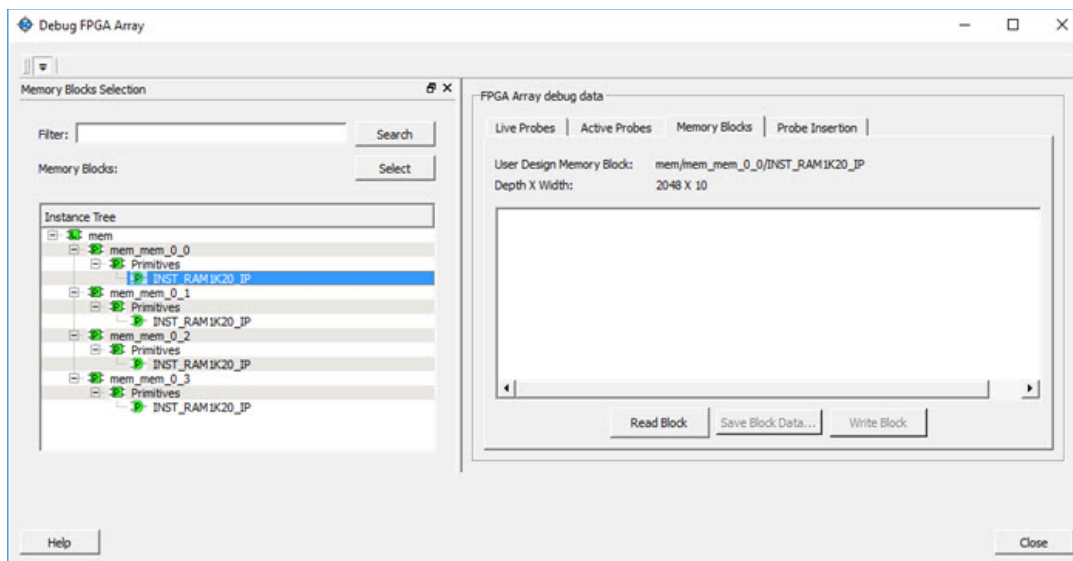 Debug FPGA Array
Memory Blocks Selection
Filter:
Search
Memory Blocks:
Select
Instance Tree
mem
mem_mem_0_0
Primitives
INST_RAM1K20_IP
mem_mem_0_1
Primitives
INST_RAM1K20_IP
mem_mem_0_2
Primitives
INST_RAM1K20_IP
mem_mem_0_3
Primitives
INST_RAM1K20_IP
FPGA Array debug data
Live Probes Active Probes Memory Blocks Probe Insertion
User Design Memory Block: mem/mem_mem_0_0/INST_RAM1K20_IP
Depth X Width: 2048 X 10
Read Block Save Block Data... Write Block
Help
Close